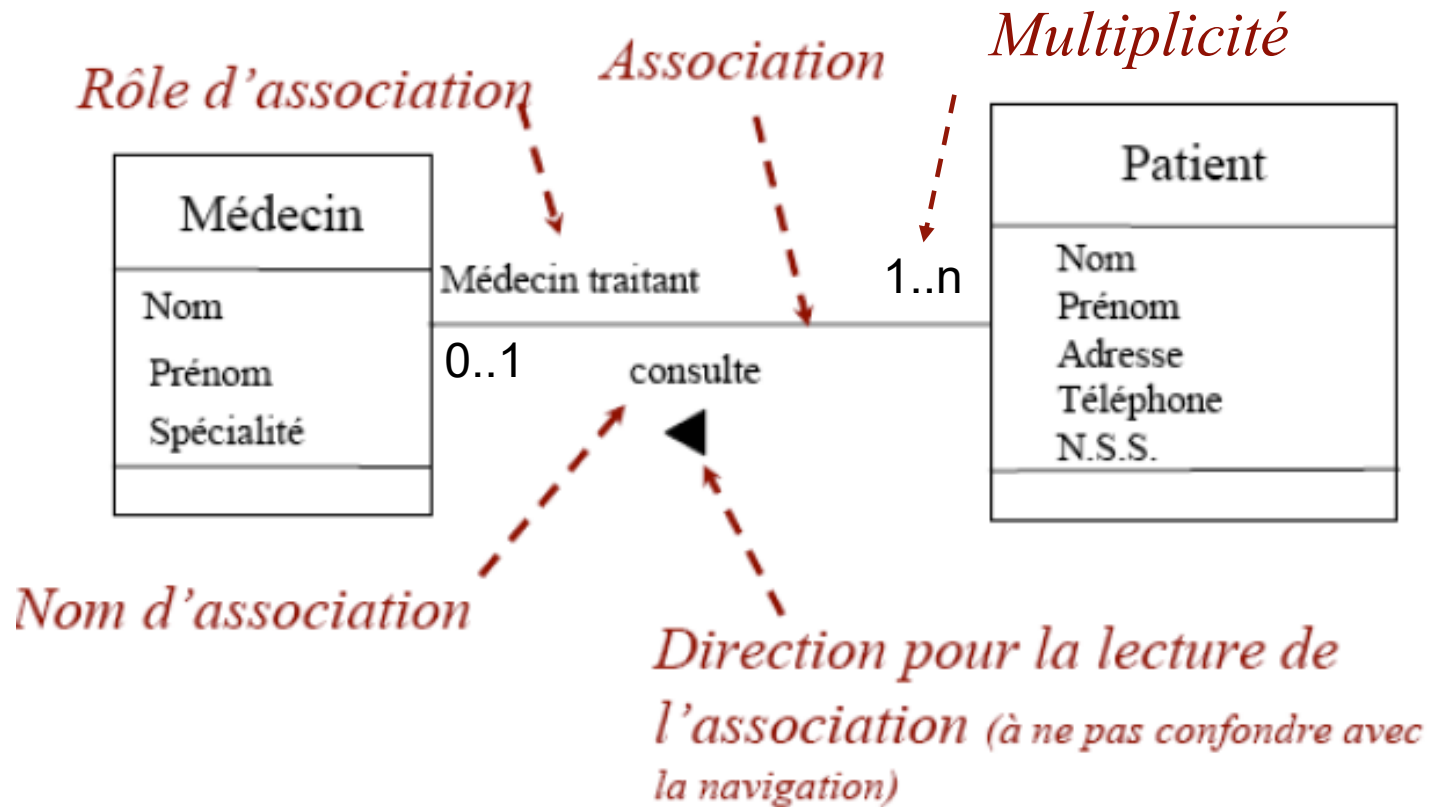 Rôle d’association
Association
Multiplicité
Médecin
Nom
Prénom
Spécialité
Médecin traitant
0..1
consulte
1..n
Patient
Nom
Prénom
Adresse
Téléphone
N.S.S.
Nom d’association
Direction pour la lecture de
l’association (à ne pas confondre avec
la navigation)